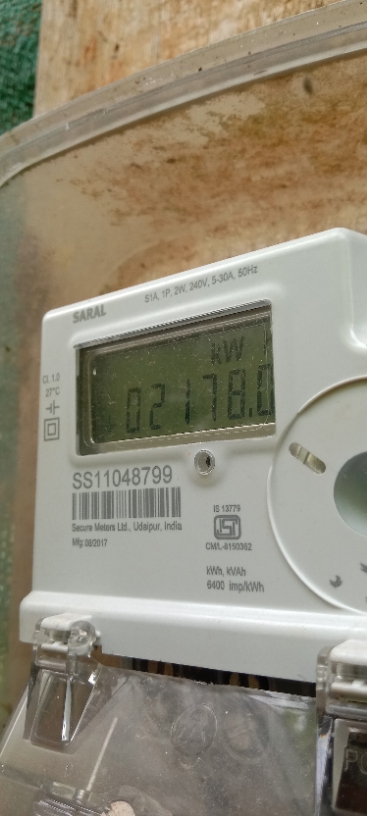 SARAL
S1A, 1P, 2W, 240V, 5-30A, 50Hz
Cl. 1.0
27°C
kW
02178.0
SS11048799
Secure Meters Ltd., Udaipur, India
Mfg: 08/2017
IS 13779
ISI
CM/L-6150362
kWh, kVAh
6400 imp/kWh